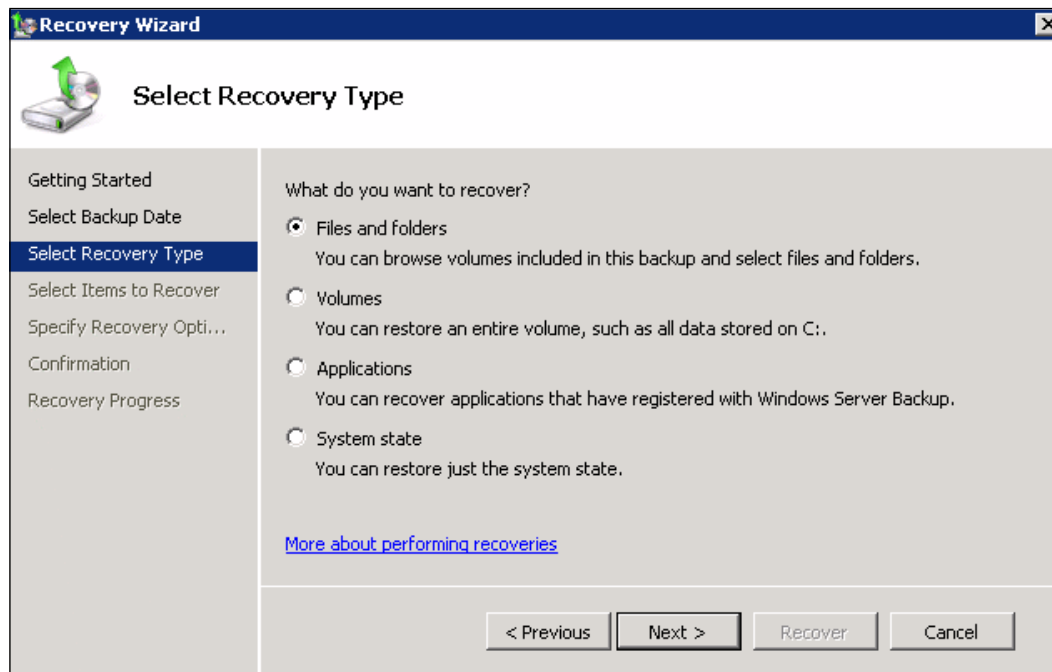 Recovery Wizard
Select Recovery Type
Getting Started
Select Backup Date
Select Recovery Type
Select Items to Recover
Specify Recovery Opti...
Confirmation
Recovery Progress
What do you want to recover?
Files and folders
You can browse volumes included in this backup and select files and folders.
Volumes
You can restore an entire volume, such as all data stored on C:.
Applications
You can recover applications that have registered with Windows Server Backup.
System state
You can restore just the system state.
More about performing recoveries
< Previous
Next >
Recover
Cancel